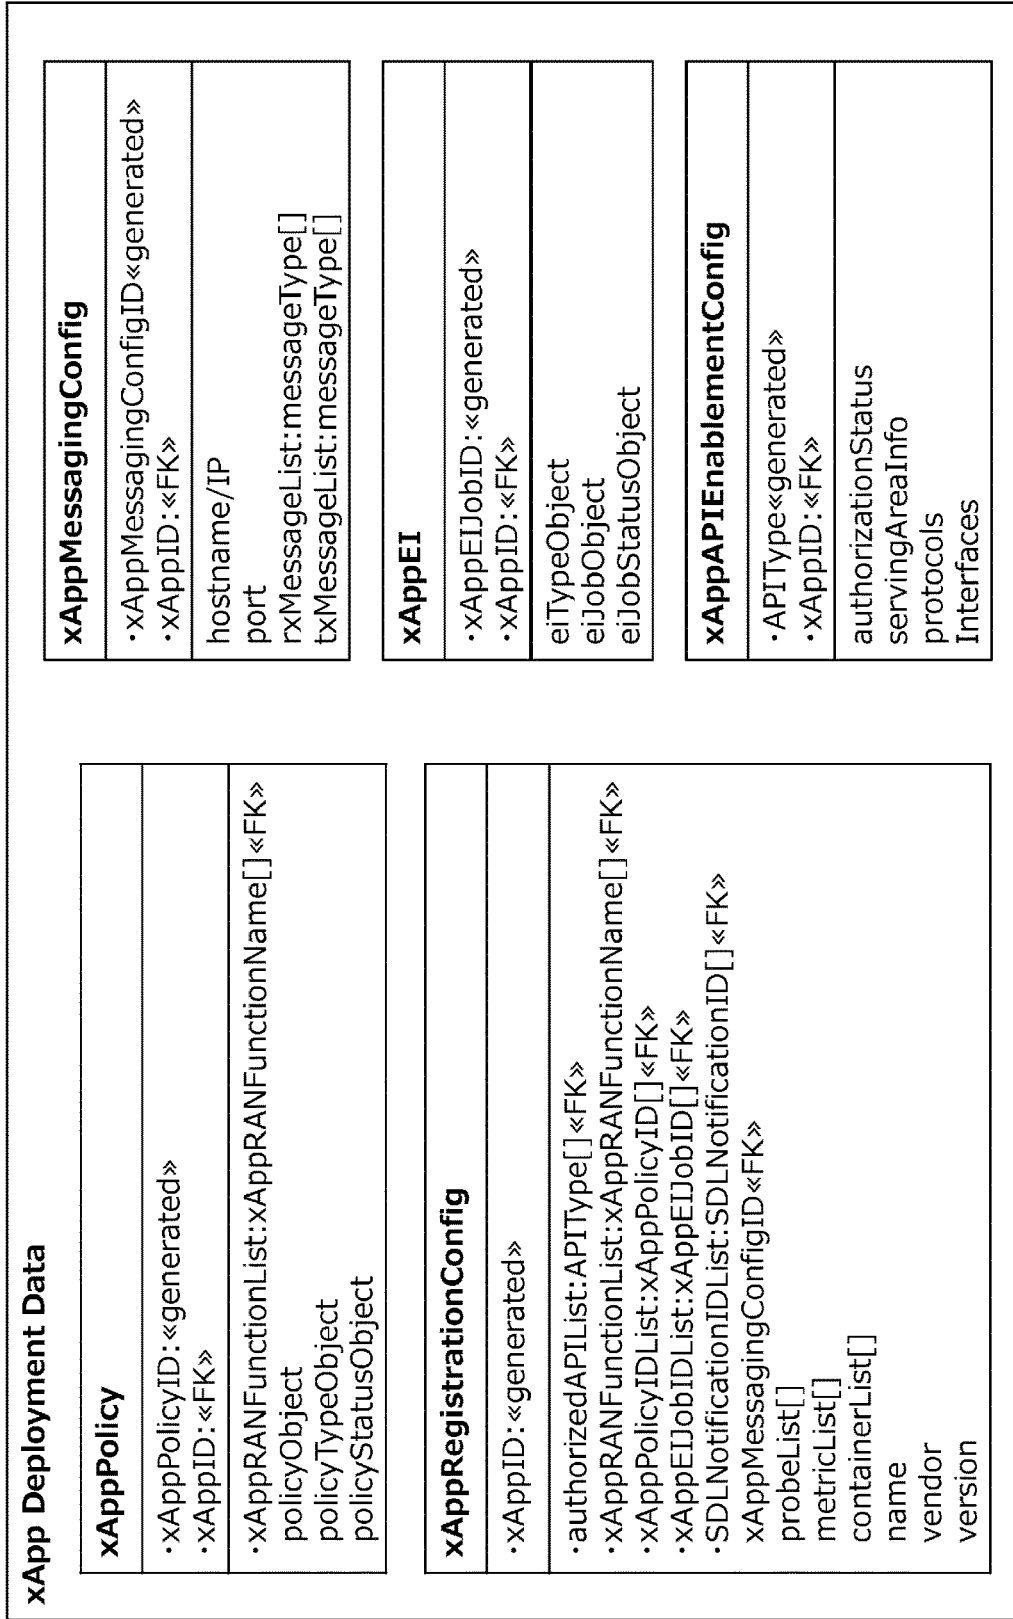 xApp Deployment Data
xAppPolicy
·xAppPolicyID:«generated»
·xAppID:«FK»
·xAppRANFunctionList:xAppRANFunctionName[]«FK»
policyObject
policyTypeObject
policyStatusObject
xAppRegistrationConfig
·xAppID:«generated»
·authorizedAPIList:APIType[]«FK»
·xAppRANFunctionList:xAppRANFunctionName[]«FK»
·xAppPolicyIDList:xAppPolicyID[]«FK»
·xAppEIJobIDList:xAppEIJobID[]«FK»
·SDLNotificationIDList:SDLNotificationID[]«FK»
xAppMessagingConfigID«FK»
probeList[]
metricList[]
containerList[]
name
vendor
version
xAppMessagingConfig
·xAppMessagingConfigID«generated»
·xAppID:«FK»
hostname/IP
port
rxMessageList:messageType[]
txMessageList:messageType[]
xAppEI
·xAppEIJobID:«generated»
·xAppID:«FK»
eiTypeObject
eiJobObject
eiJobStatusObject
xAppAPIEnablementConfig
·APIType«generated»
·xAppID:«FK»
authorizationStatus
servingAreaInfo
protocols
Interfaces